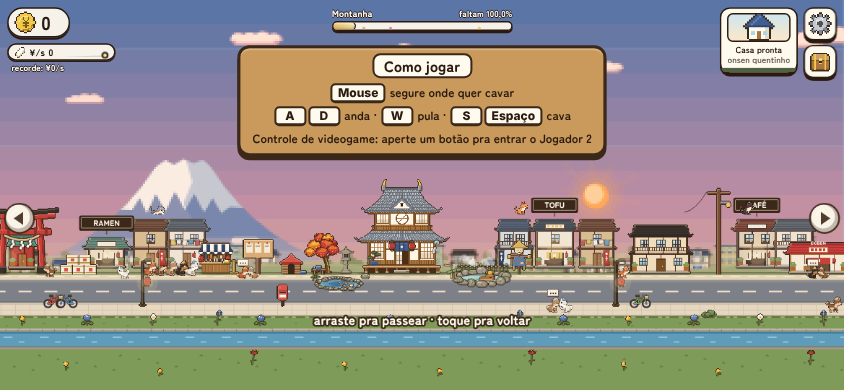 0
¥/s 0
recorde: ¥0/s
Montanha
faltam 100,0%
Casa pronta
onsen quentinho
Como jogar
Mouse segure onde quer cavar
A D anda · W pula · S Espaço cava
Controle de videogame: aperte um botão pra entrar o Jogador 2
RAMEN
TOFU
arraste pra passear · toque pra voltar